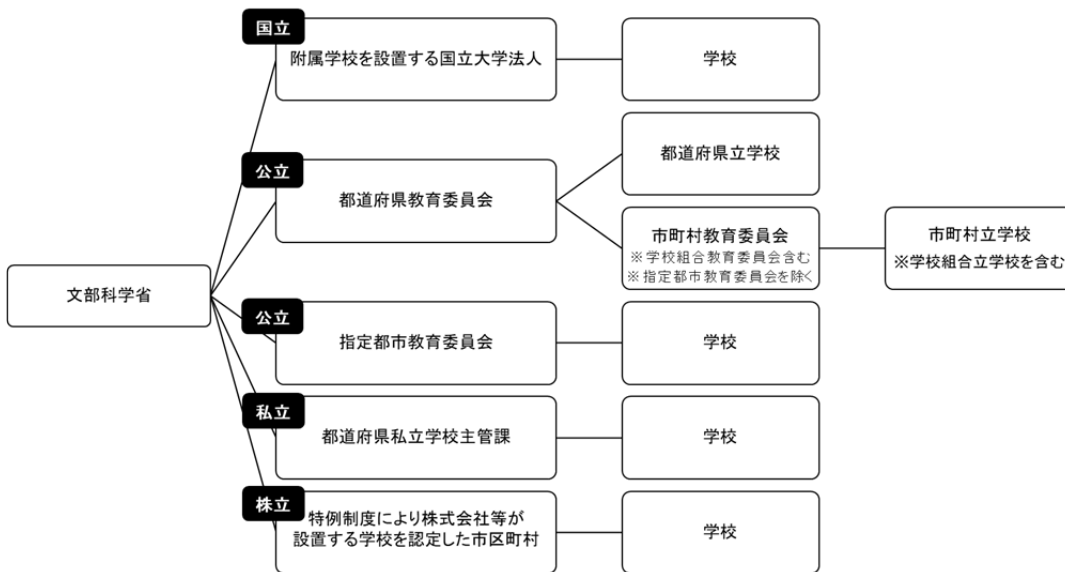 国立
附属学校を設置する国立大学法人
学校
公立
都道府県教育委員会
都道府県立学校
市町村教育委員会
※学校組合教育委員会含む
※指定都市教育委員会を除く
市町村立学校
※学校組合立学校を含む
文部科学省
公立
指定都市教育委員会
学校
私立
都道府県私立学校主管課
学校
株立
特例制度により株式会社等が
設置する学校を認定した市区町村
学校